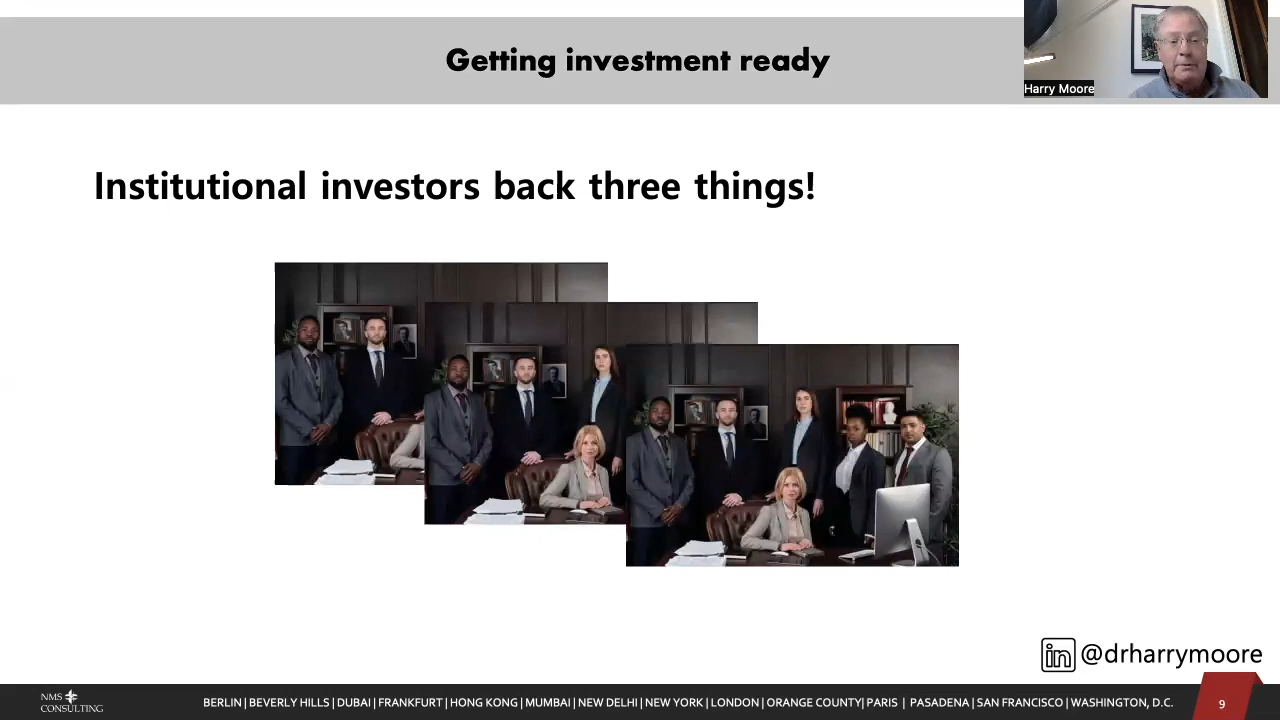 Getting investment ready
Harry Moore
Institutional investors back three things!
in @drharrymoore
NMS
CONSULTING
BERLIN | BEVERLY HILLS | DUBAI | FRANKFURT | HONG KONG | MUMBAI | NEW DELHI | NEW YORK | LONDON | ORANGE COUNTY| PARIS | PASADENA | SAN FRANCISCO | WASHINGTON, D.C.
9